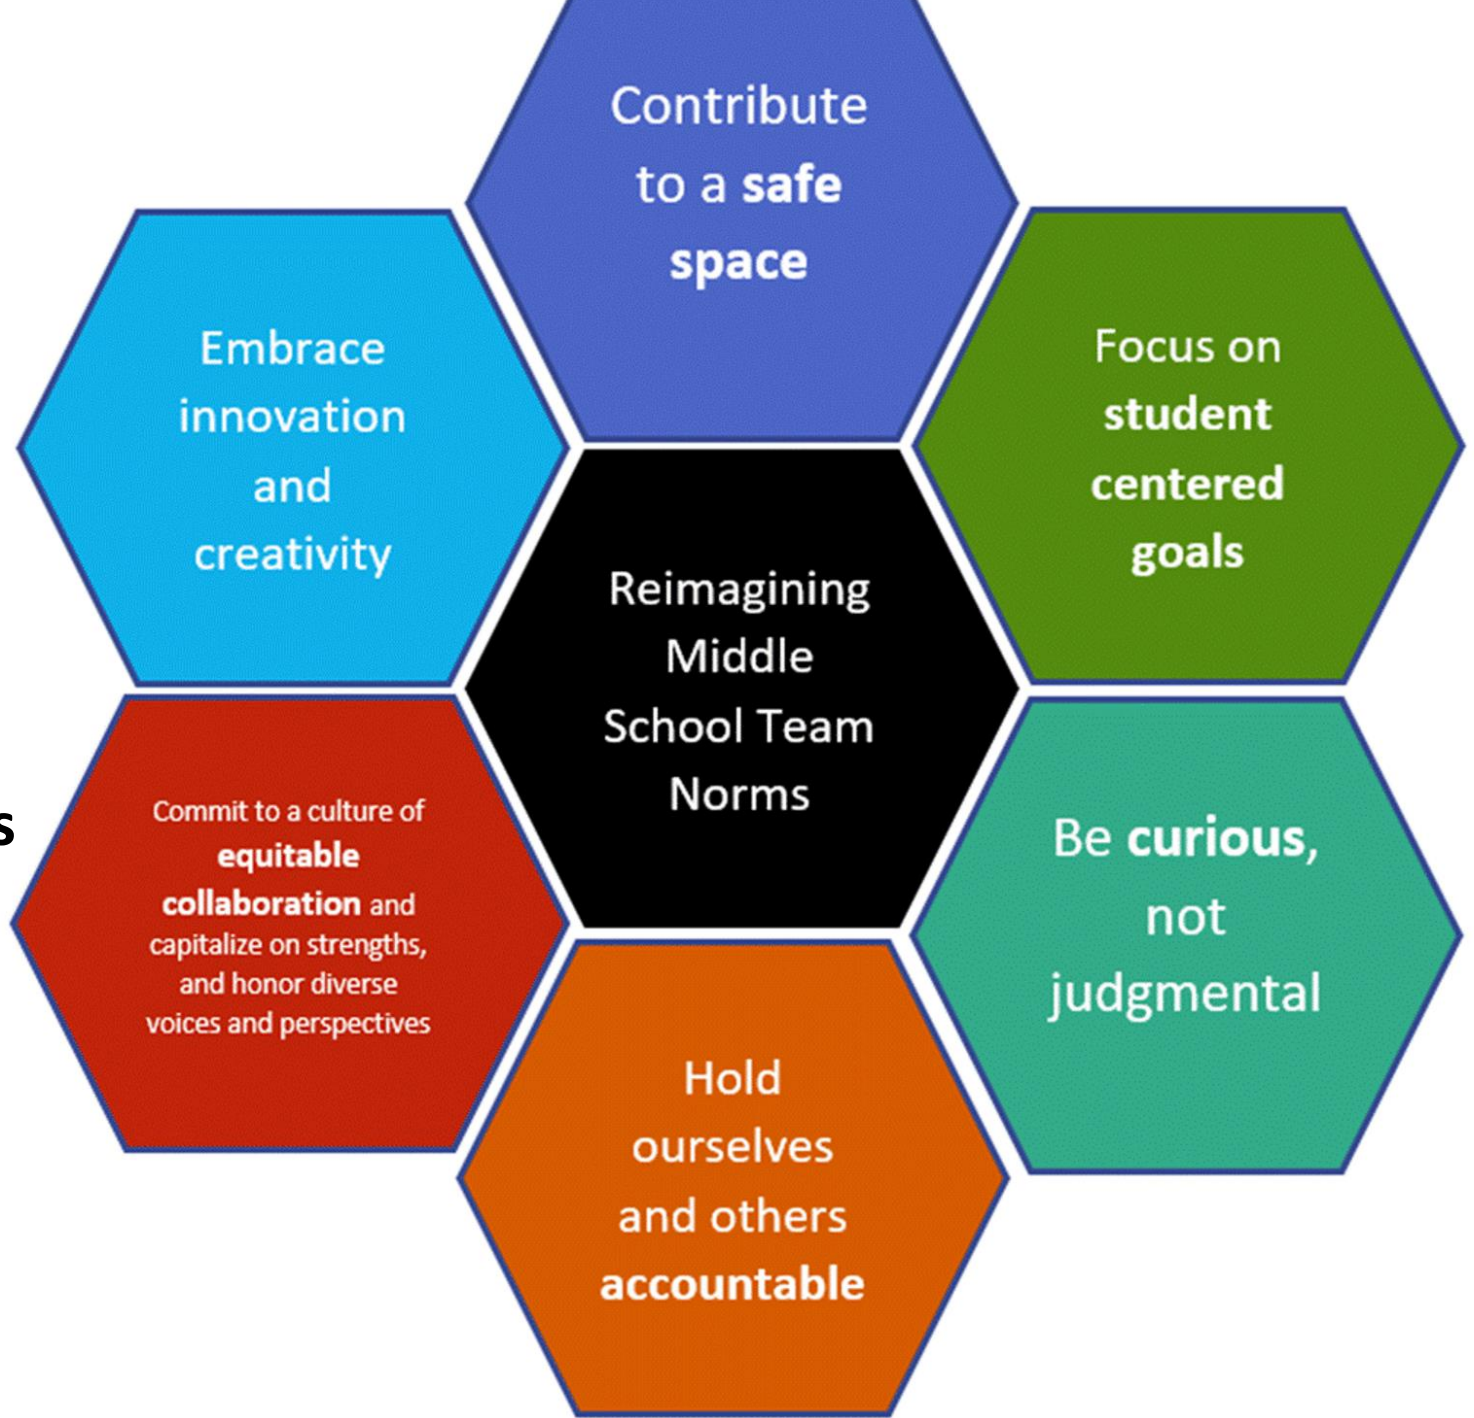 Contribute
to a safe
space
Embrace
innovation
and
creativity
Focus on
student
centered
goals
Reimagining
Middle
School Team
Norms
Commit to a culture of
equitable
collaboration and
capitalize on strengths,
and honor diverse
voices and perspectives
Be curious,
not
judgmental
Hold
ourselves
and others
accountable